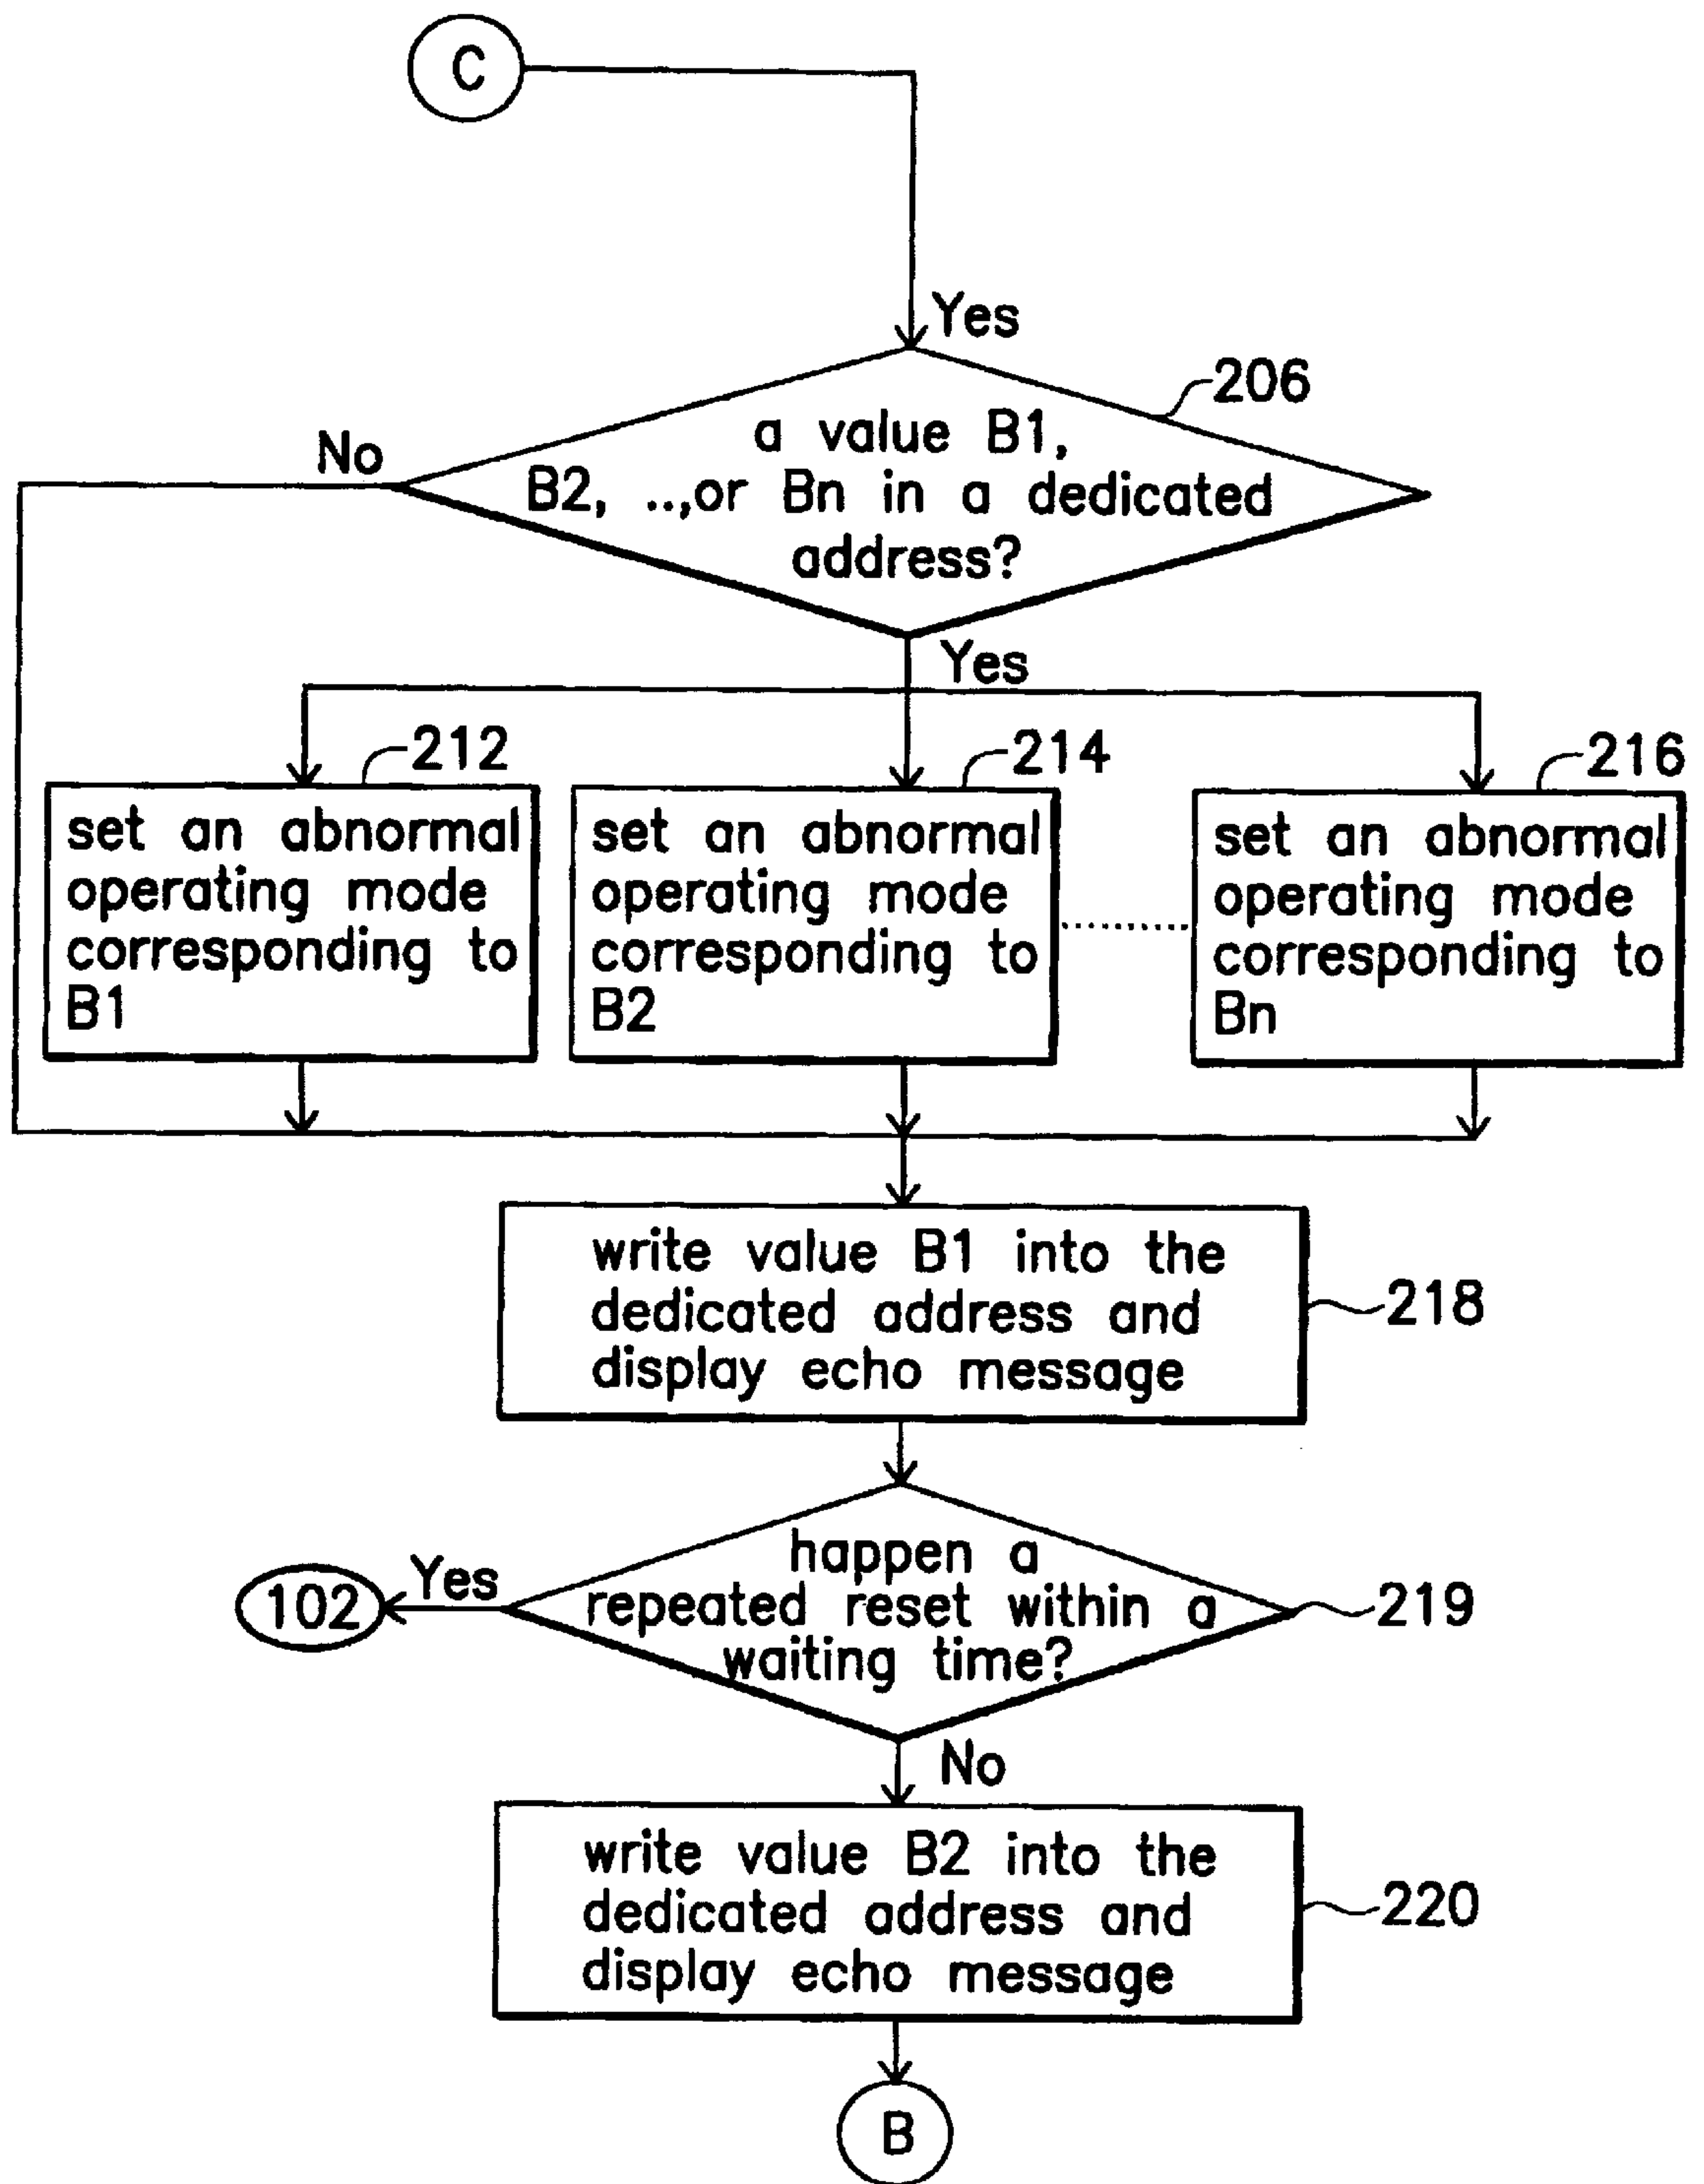 C
Yes
206
No
a value B1,
B2, ..,or Bn in a dedicated
address?
Yes
212
214
216
set an abnormal
operating mode
corresponding to
B1
set an abnormal
operating mode
corresponding to
B2
set an abnormal
operating mode
corresponding to
Bn
write value B1 into the
dedicated address and
display echo message
218
happen a
repeated reset within a
waiting time?
219
Yes
102
No
write value B2 into the
dedicated address and
display echo message
220
B